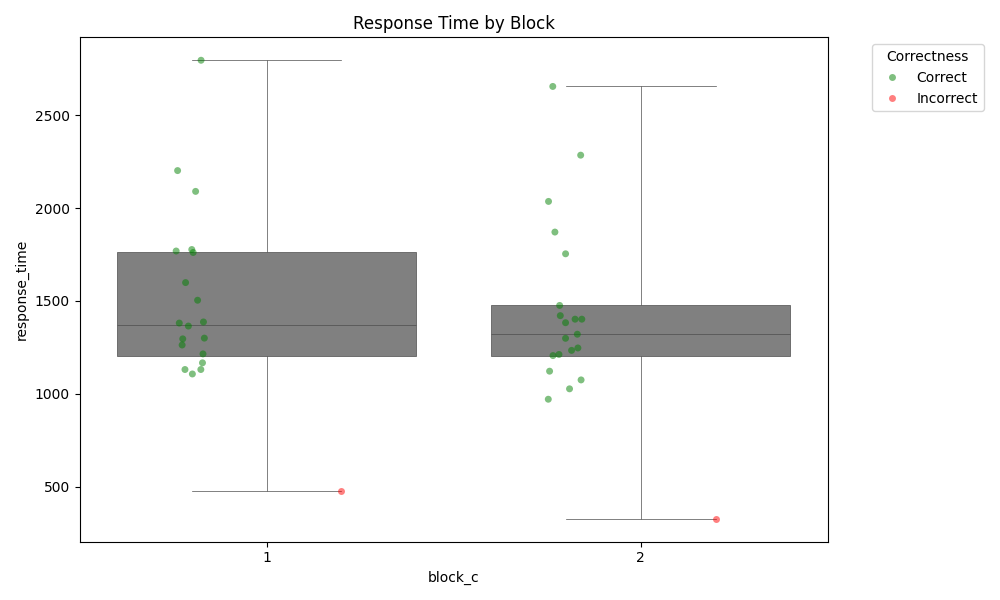 Response Time by Block
Correctness
Correct
Incorrect
response_time
2500
2000
1500
1000
500
1
2
block_c